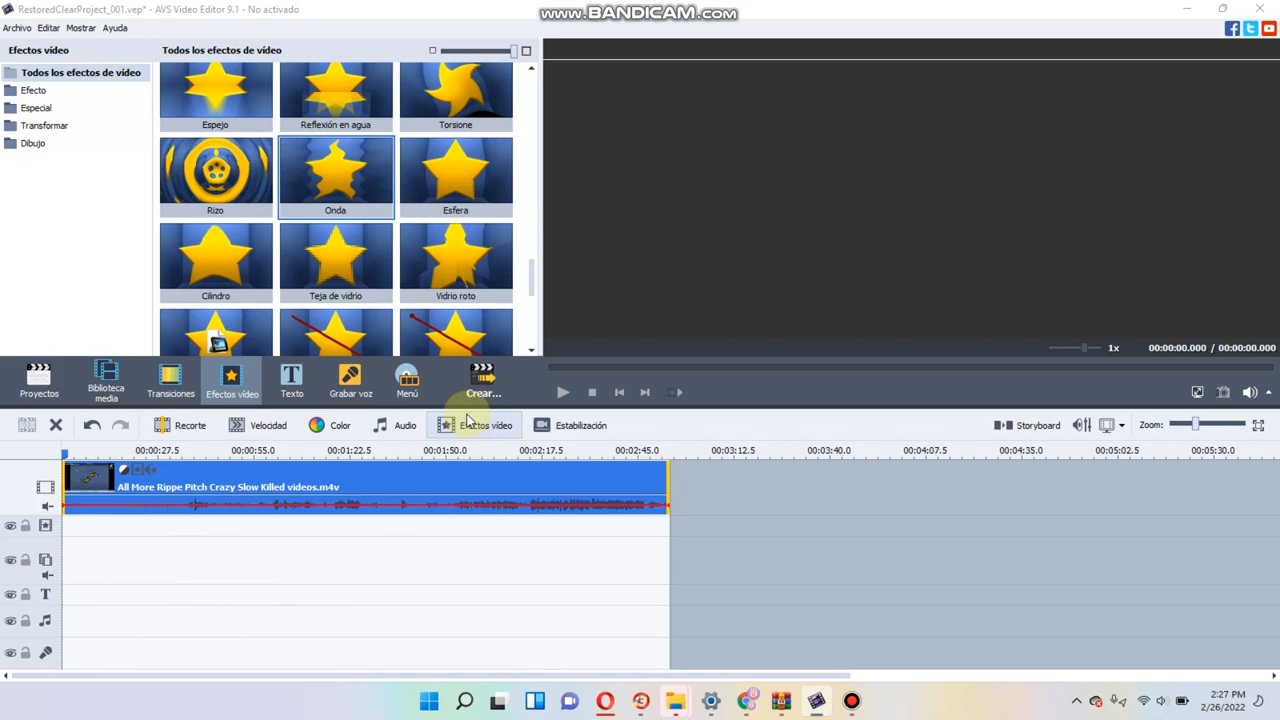 RestoredClearProject_001.vep* - AVS Video Editor 9.1 - No activado
www.BANDICAM.com
Archivo Editar Mostrar Ayuda
Efectos vídeo
Todos los efectos de vídeo
Todos los efectos de vídeo
Efecto
Especial
Transformar
Dibujo
Espejo
Reflexión en agua
Torsione
Rizo
Onda
Esfera
Cilindro
Teja de vidrio
Vidrio roto
1x
00:00:00.000 / 00:00:00.000
Proyectos
Biblioteca media
Transiciones
Efectos vídeo
Texto
Grabar voz
Menú
Crear...
Recorte
Velocidad
Color
Audio
Efectos vídeo
Estabilización
Storyboard
Zoom:
00:00:27.5 00:00:55.0 00:01:22.5 00:01:50.0 00:02:17.5 00:02:45.0 00:03:12.5 00:03:40.0 00:04:07.5 00:04:35.0 00:05:02.5 00:05:30.0
All More Rippe Pitch Crazy Slow Killed videos.m4v
T
2:27 PM
2/26/2022